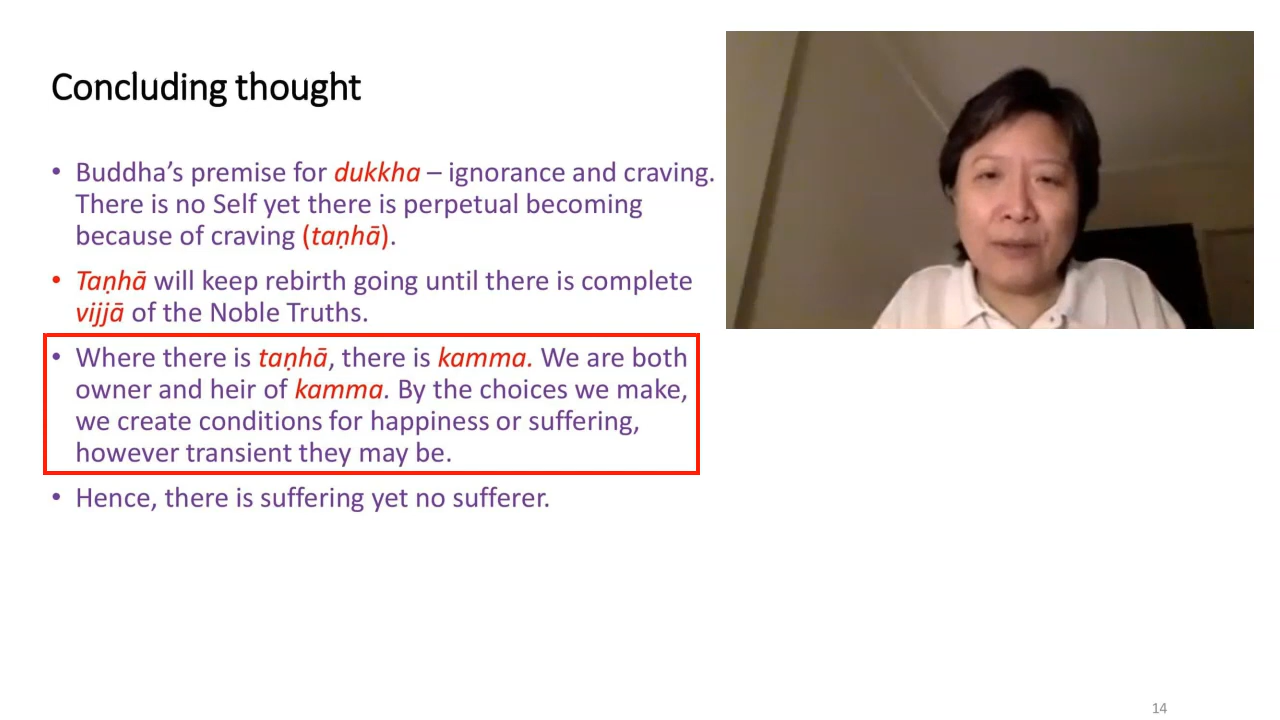 Concluding thought
• Buddha’s premise for dukkha – ignorance and craving.
There is no Self yet there is perpetual becoming
because of craving (taṇhā).
• Taṇhā will keep rebirth going until there is complete
vijjā of the Noble Truths.
• Where there is taṇhā, there is kamma. We are both
owner and heir of kamma. By the choices we make,
we create conditions for happiness or suffering,
however transient they may be.
• Hence, there is suffering yet no sufferer.
14